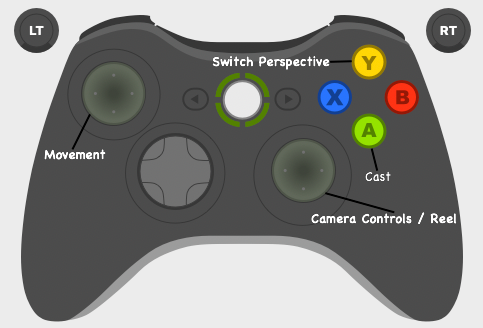 LT
RT
Switch Perspective
Y
X
B
A
Movement
Cast
Camera Controls / Reel